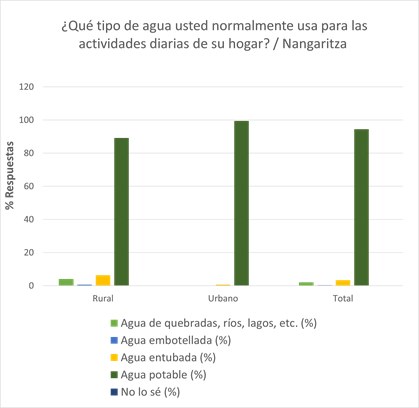 ¿Qué tipo de agua usted normalmente usa para las
actividades diarias de su hogar? / Nangaritza
% Respuestas
120
100
80
60
40
20
0
Rural
Urbano
Total
Agua de quebradas, ríos, lagos, etc. (%)
Agua embotellada (%)
Agua entubada (%)
Agua potable (%)
No lo sé (%)